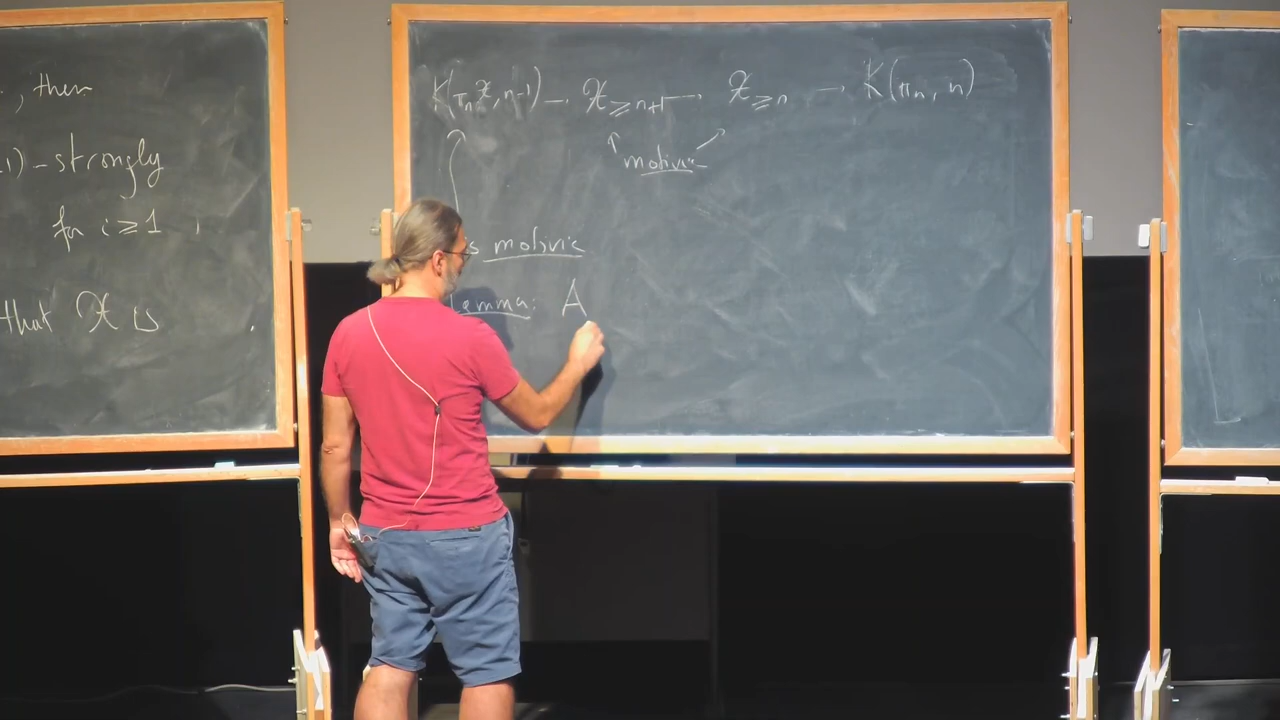 , then
1)-strongly
for i ≥ 1
that 𝒳 is
K(πₙ𝒳, n-1) → 𝒳≥n+1 → 𝒳≥n → K(πₙ, n)
motivic
is motivic
Lemma: A